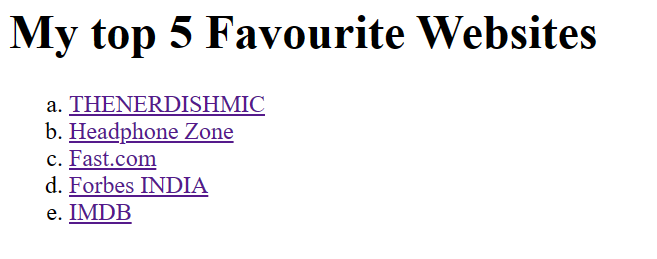 My top 5 Favourite Websites
a. THENERDISHMIC
b. Headphone Zone
c. Fast.com
d. Forbes INDIA
e. IMDB